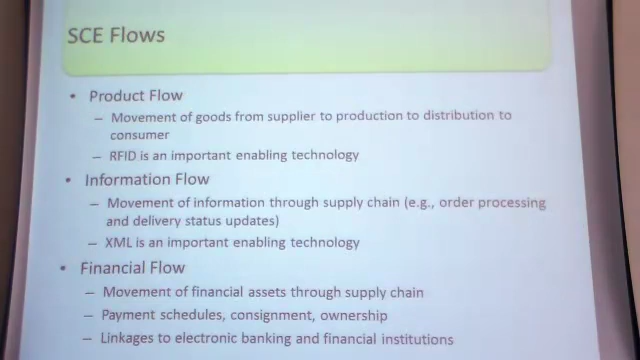 SCE Flows
• Product Flow
– Movement of goods from supplier to production to distribution to
consumer
– RFID is an important enabling technology
• Information Flow
– Movement of information through supply chain (e.g., order processing
and delivery status updates)
– XML is an important enabling technology
• Financial Flow
– Movement of financial assets through supply chain
– Payment schedules, consignment, ownership
– Linkages to electronic banking and financial institutions